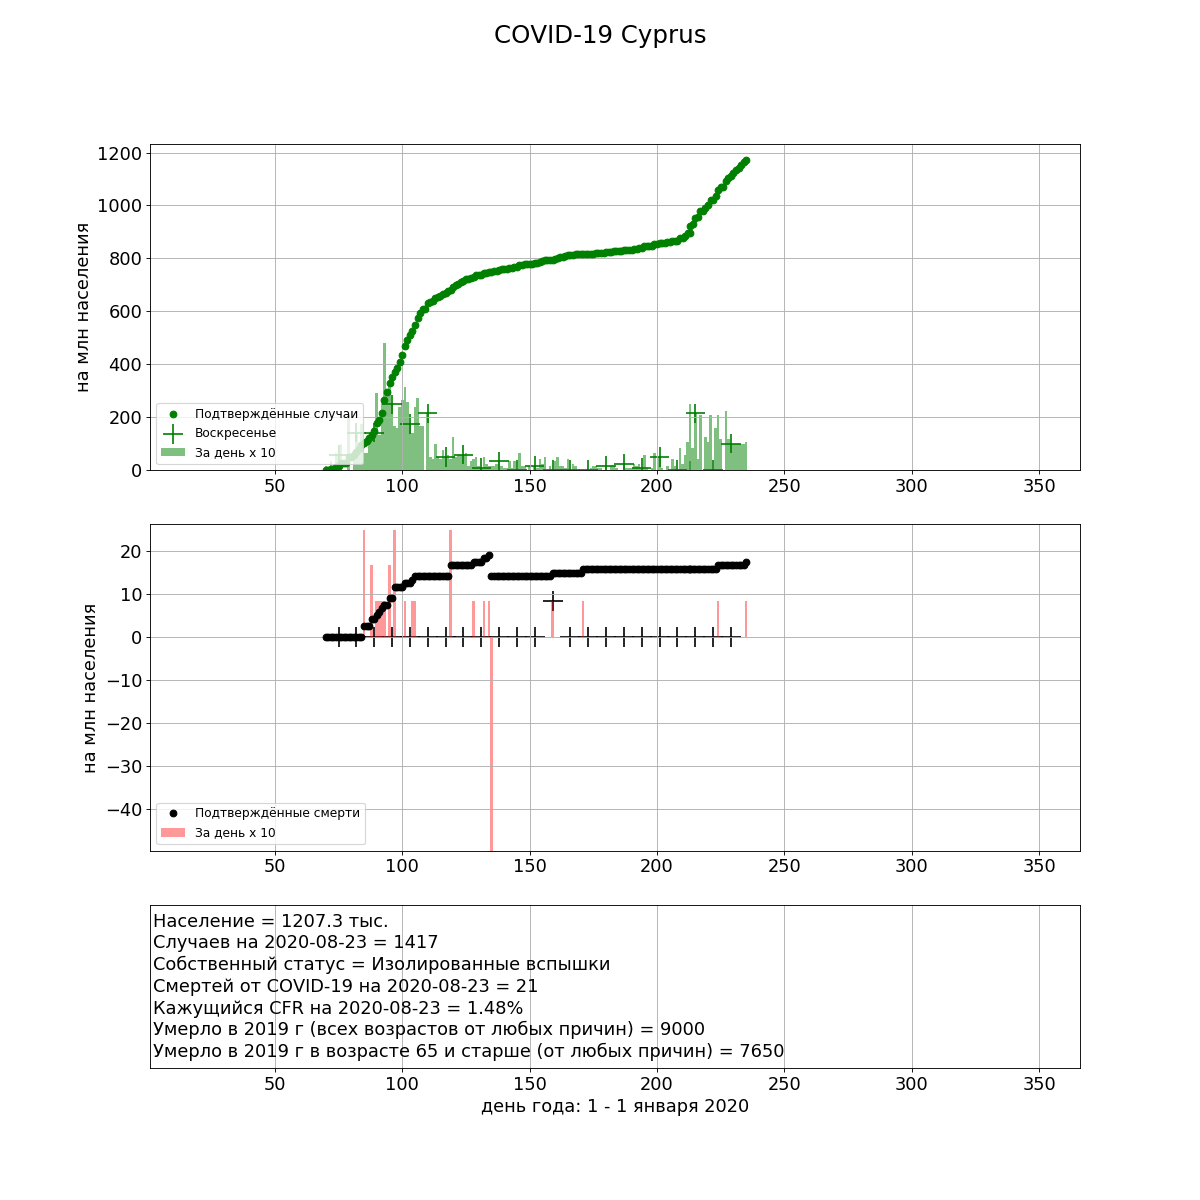 COVID-19 Cyprus
на млн населения
1200
1000
800
600
400
200
0
Подтверждённые случаи
Воскресенье
За день x 10
50 100 150 200 250 300 350
на млн населения
20
10
0
−10
−20
−30
−40
Подтверждённые смерти
За день x 10
50 100 150 200 250 300 350
Население = 1207.3 тыс.
Случаев на 2020-08-23 = 1417
Собственный статус = Изолированные вспышки
Смертей от COVID-19 на 2020-08-23 = 21
Кажущийся CFR на 2020-08-23 = 1.48%
Умерло в 2019 г (всех возрастов от любых причин) = 9000
Умерло в 2019 г в возрасте 65 и старше (от любых причин) = 7650
50 100 150 200 250 300 350
день года: 1 - 1 января 2020